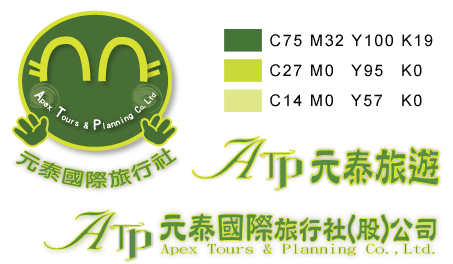 Apex Tours & Planning Co., Ltd
元泰國際旅行社
C75 M32 Y100 K19
C27 M0 Y95 K0
C14 M0 Y57 K0
ATP 元泰旅遊
ATP 元泰國際旅行社(股)公司
Apex Tours & Planning Co., Ltd.